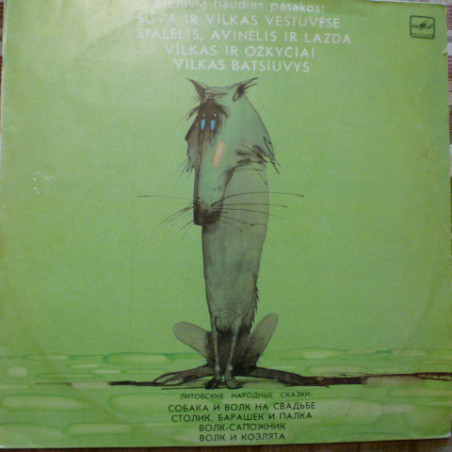 liaudies pasakos:
ŠUVA IR VILKAS VESTUVĖSE
STALELIS, AVINĖLIS IR LAZDA
VILKAS IR OŽKYČIAI
VILKAS BATSIUVYS
ЛИТОВСКИЕ НАРОДНЫЕ СКАЗКИ:
СОБАКА И ВОЛК НА СВАДЬБЕ
СТОЛИК, БАРАШЕК И ПАЛКА
ВОЛК-САПОЖНИК
ВОЛК И КОЗЛЯТА